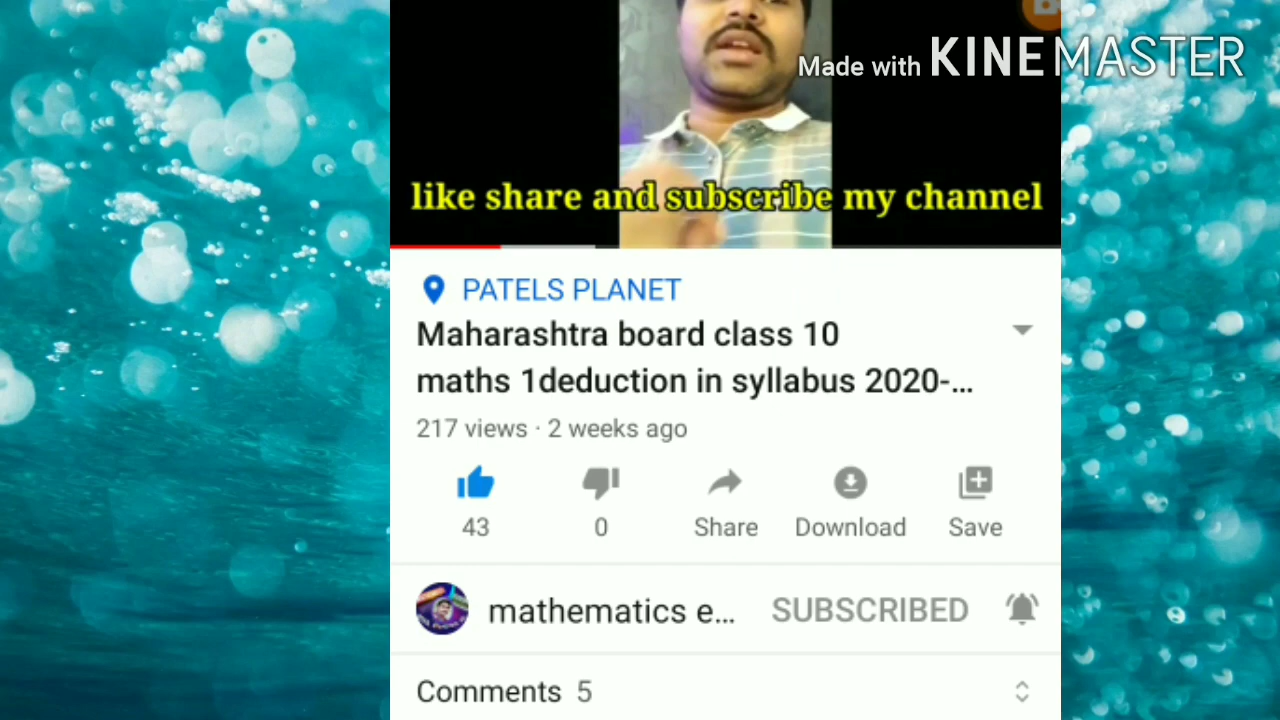 Made with KINEMASTER
like share and subscribe my channel
PATELS PLANET
Maharashtra board class 10
maths 1deduction in syllabus 2020-...
217 views · 2 weeks ago
43
0
Share
Download
Save
mathematics e...
SUBSCRIBED
Comments 5